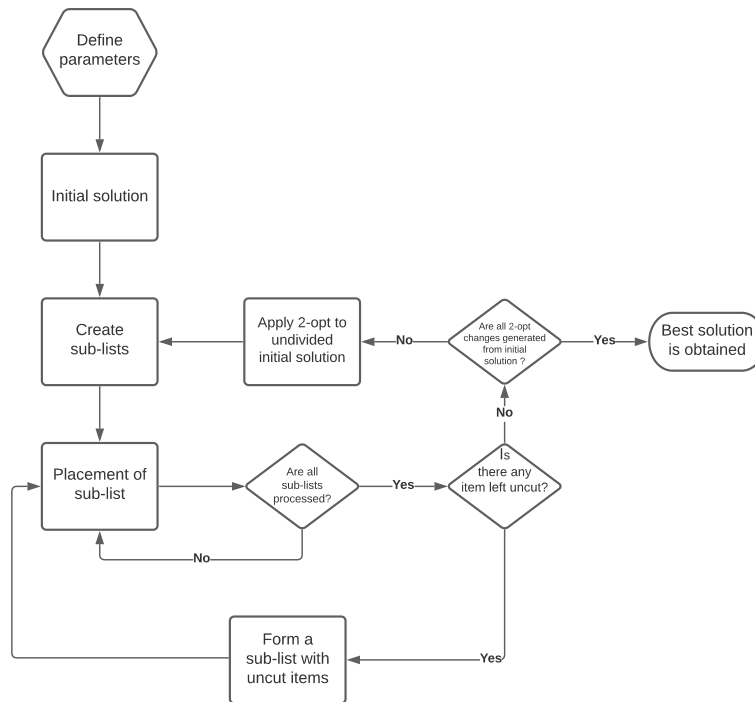 Define
parameters
Initial solution
Create
sub-lists
Apply 2-opt to
undivided
initial solution
No
Are all 2-opt
changes generated
from initial
solution ?
Yes
Best solution
is obtained
No
Placement of
sub-list
Are all
sub-lists
processed?
Yes
Is
there any
item left uncut?
No
Form a
sub-list with
uncut items
Yes